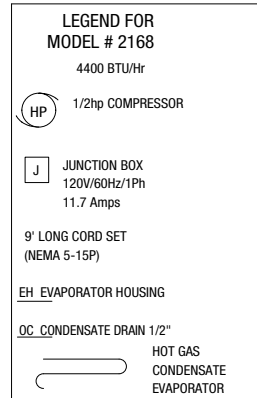 LEGEND FOR
MODEL # 2168
4400 BTU/Hr
HP 1/2hp COMPRESSOR
J JUNCTION BOX
120V/60Hz/1Ph
11.7 Amps
9' LONG CORD SET
(NEMA 5-15P)
EH EVAPORATOR HOUSING
OC CONDENSATE DRAIN 1/2"
HOT GAS
CONDENSATE
EVAPORATOR